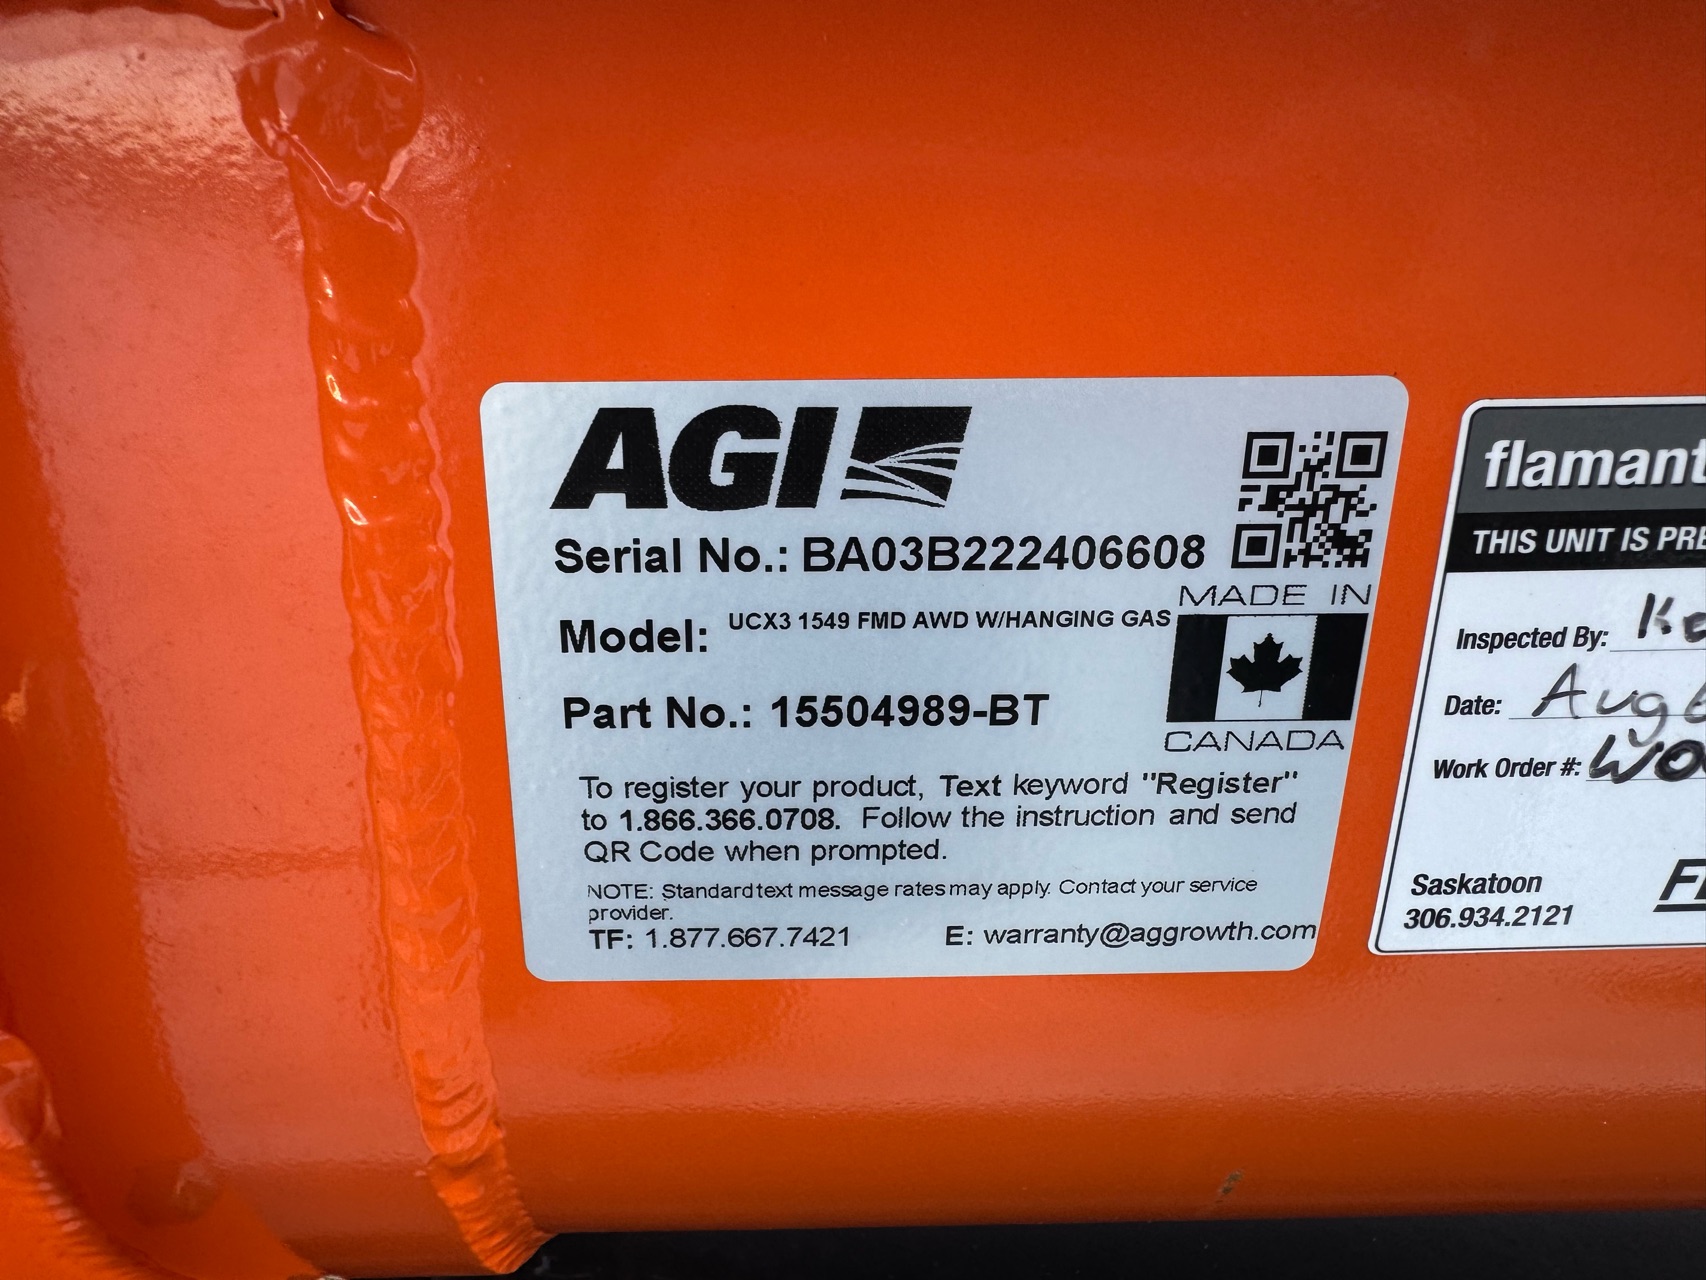 AGI
Serial No.: BA03B222406608
Model: UCX3 1549 FMD AWD W/HANGING GAS
Part No.: 15504989-BT
MADE IN
CANADA
To register your product, Text keyword "Register"
to 1.866.366.0708. Follow the instruction and send
QR Code when prompted.
NOTE: Standard text message rates may apply. Contact your service
provider.
TF: 1.877.667.7421 E: warranty@aggrowth.com
flamant
THIS UNIT IS PRE
Inspected By:
Date: Aug
Work Order #: WO
Saskatoon
306.934.2121